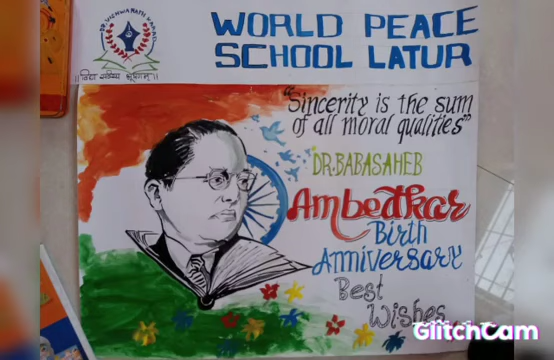 WORLD PEACE
SCHOOL LATUR
"Sincerity is the sum
of all moral qualities"
DR.BABASAHEB
Ambedkar
Birth
Anniversary
Best
Wishes
GlitchCam